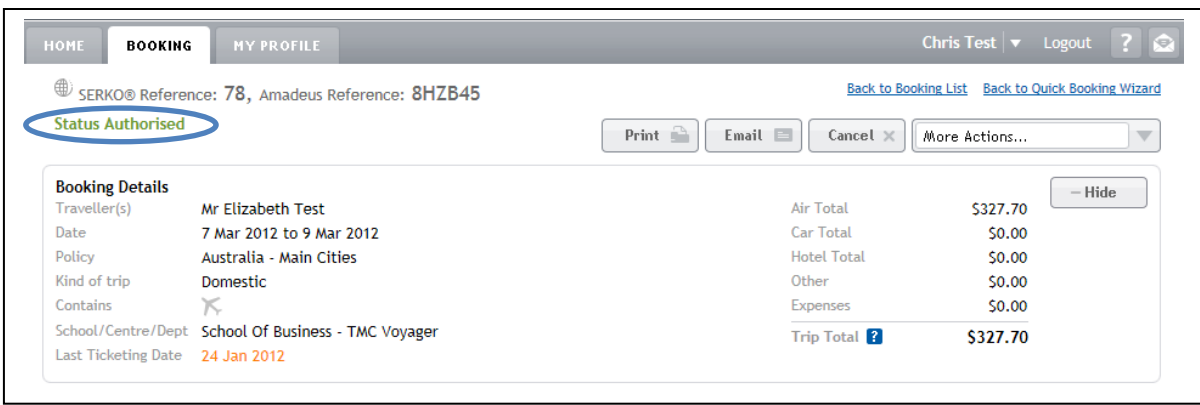 HOME BOOKING MY PROFILE Chris Test Logout ?
SERKO® Reference: 78, Amadeus Reference: 8HZB45 Back to Booking List Back to Quick Booking Wizard
Status Authorised
Print Email Cancel More Actions...
Booking Details – Hide
Traveller(s) Mr Elizabeth Test Air Total $327.70
Date 7 Mar 2012 to 9 Mar 2012 Car Total $0.00
Policy Australia - Main Cities Hotel Total $0.00
Kind of trip Domestic Other $0.00
Contains Expenses $0.00
School/Centre/Dept School Of Business - TMC Voyager Trip Total ? $327.70
Last Ticketing Date 24 Jan 2012